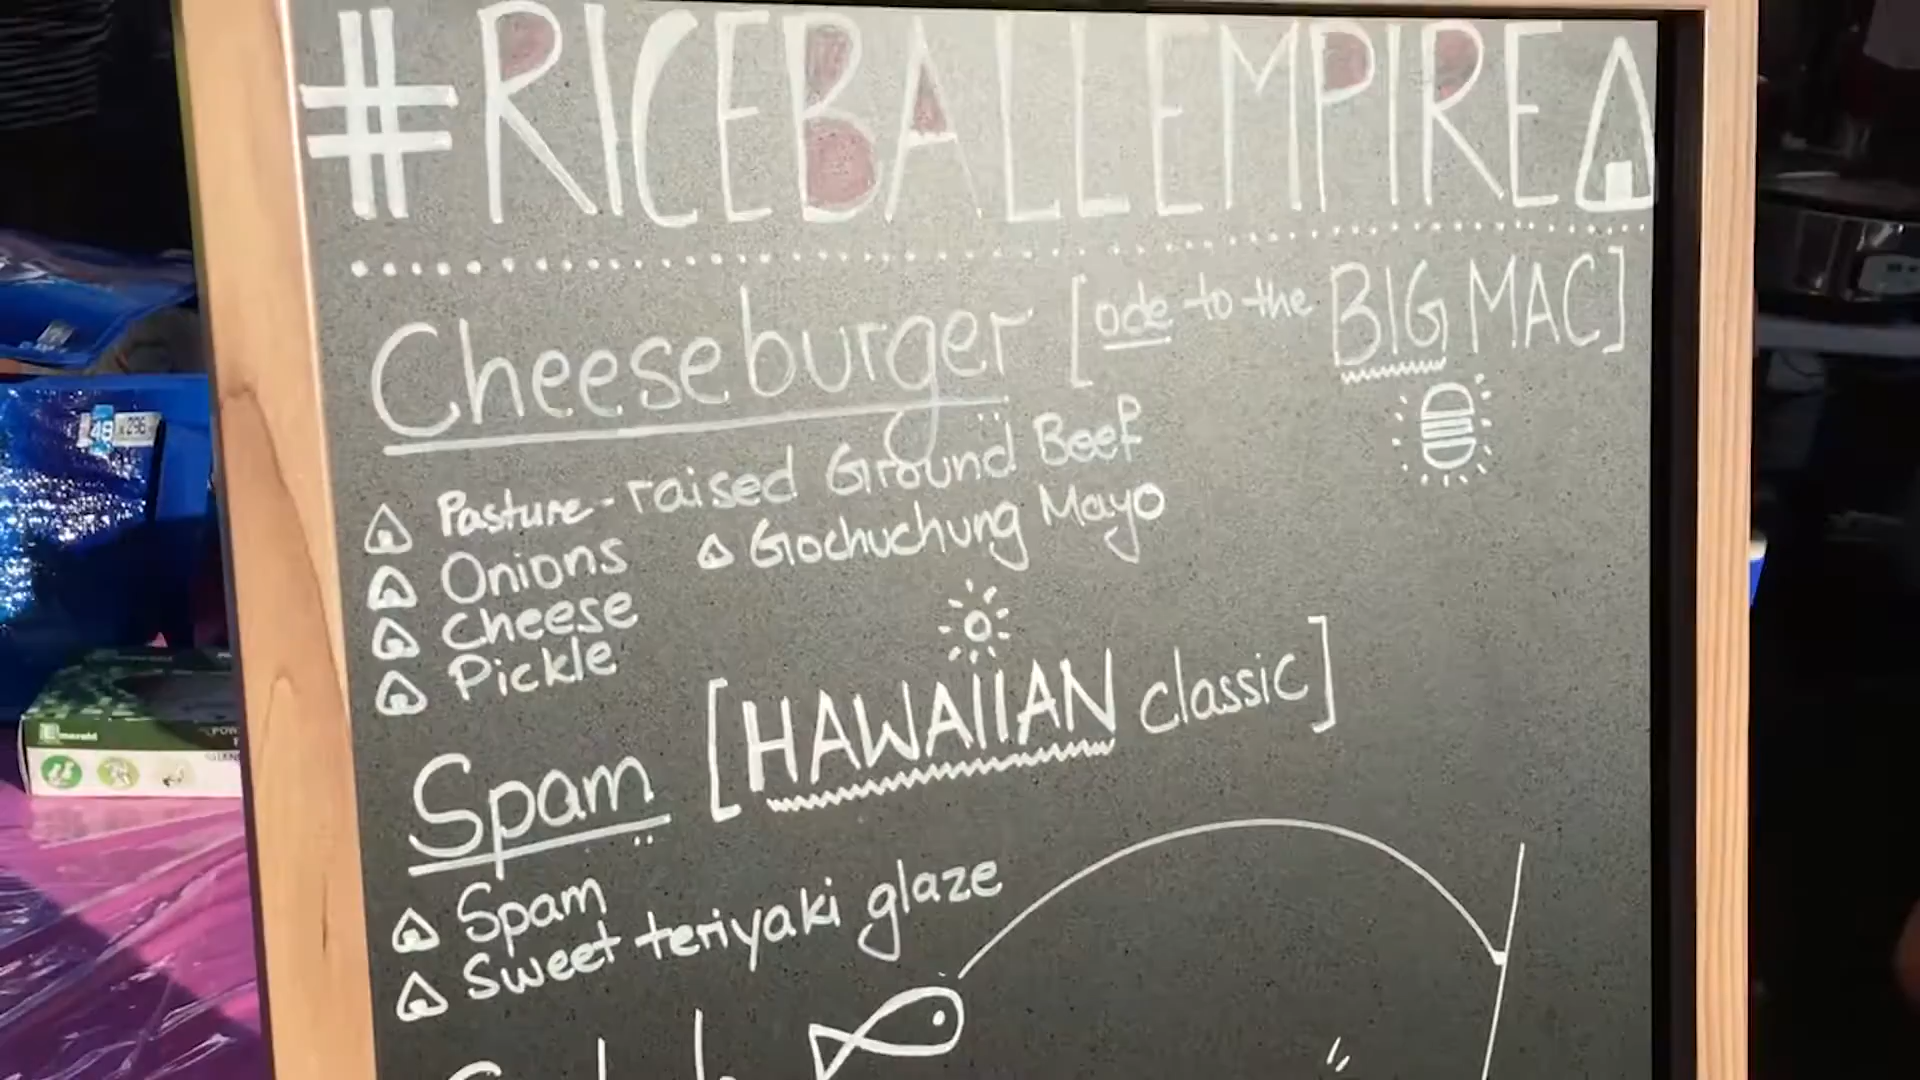 #RICEBALLEMPIRE
Cheeseburger [ode to the BIG MAC]
Pasture-raised Ground Beef
Onions
Gochuchung Mayo
Cheese
Pickle
Spam [HAWAIIAN classic]
Spam
Sweet teriyaki glaze